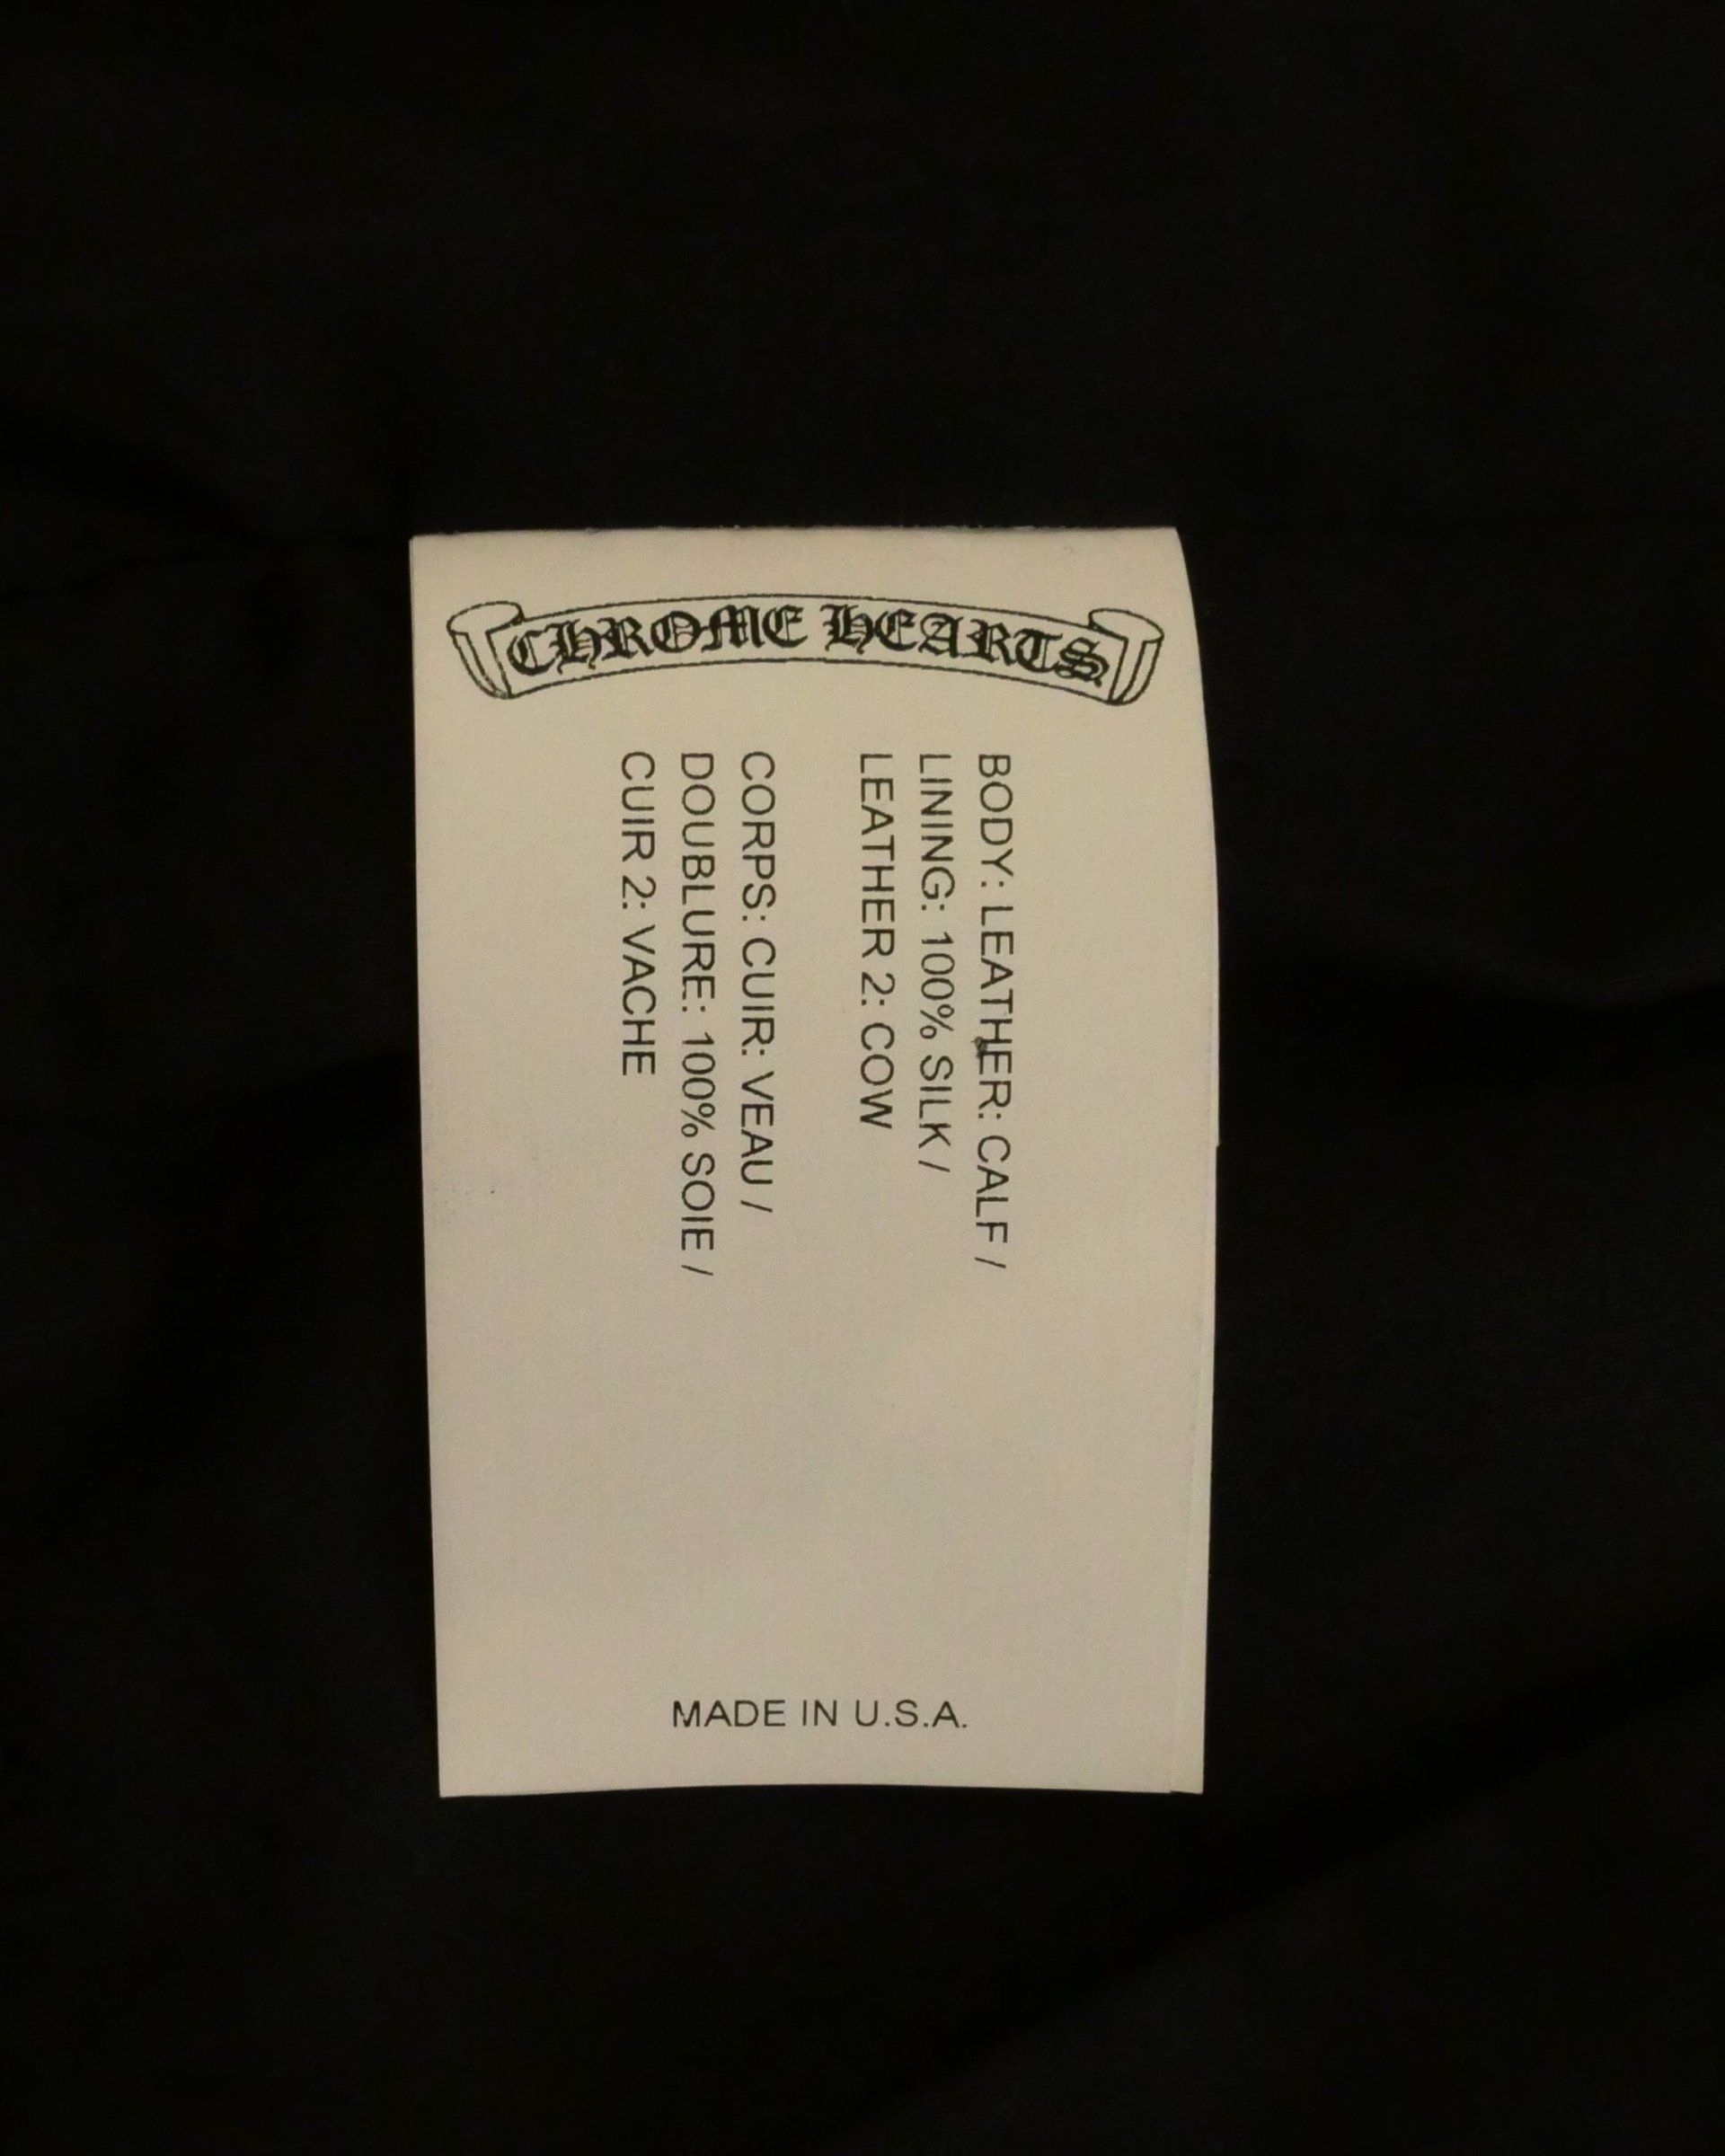 CHROME HEARTS
BODY: LEATHER: CALF /
LINING: 100% SILK /
LEATHER 2: COW
CORPS: CUIR: VEAU /
DOUBLURE: 100% SOIE /
CUIR 2: VACHE
MADE IN U.S.A.